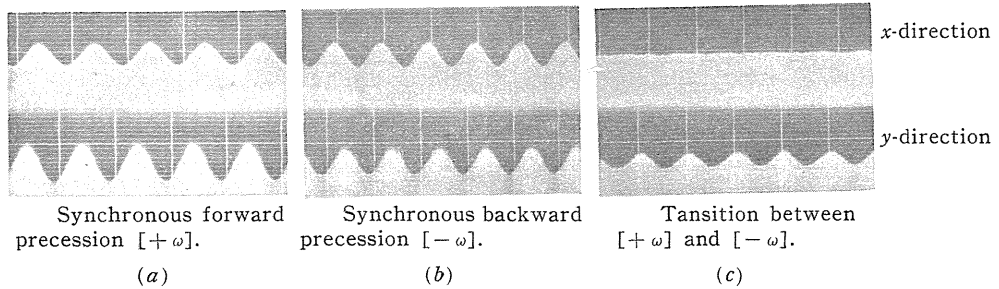 x-direction
y-direction
Synchronous forward
precession [+ω].
(a)
Synchronous backward
precession [−ω].
(b)
Tansition between
[+ω] and [−ω].
(c)